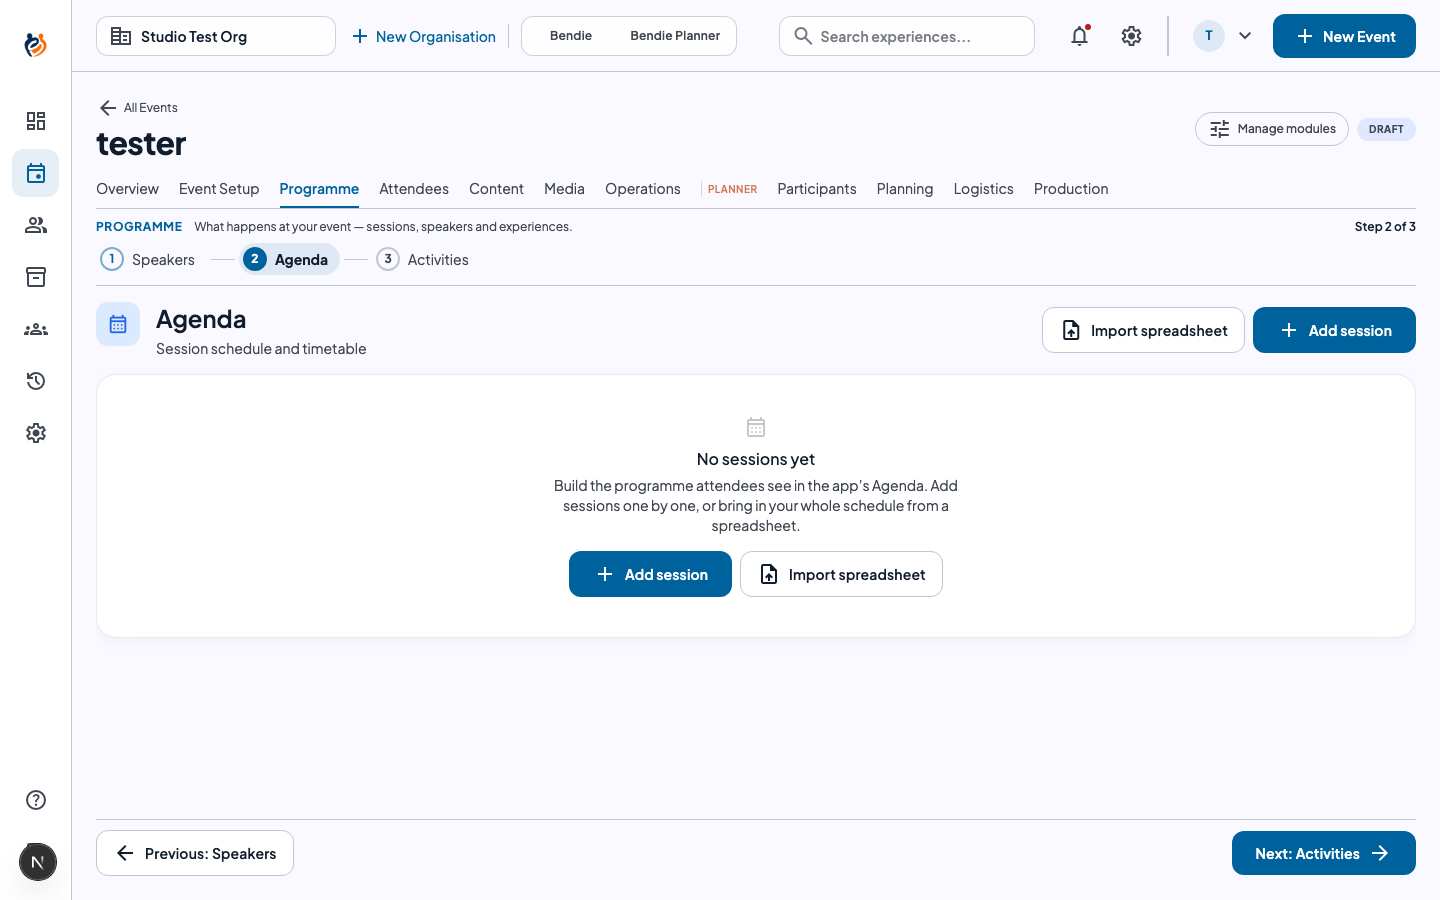 Studio Test Org
New Organisation
Bendie
Bendie Planner
Search experiences...
T
New Event
All Events
tester
Manage modules
DRAFT
Overview
Event Setup
Programme
Attendees
Content
Media
Operations
PLANNER
Participants
Planning
Logistics
Production
PROGRAMME
What happens at your event — sessions, speakers and experiences.
Step 2 of 3
1
Speakers
2
Agenda
3
Activities
Agenda
Session schedule and timetable
Import spreadsheet
Add session
No sessions yet
Build the programme attendees see in the app's Agenda. Add
sessions one by one, or bring in your whole schedule from a
spreadsheet.
Add session
Import spreadsheet
N
Previous: Speakers
Next: Activities